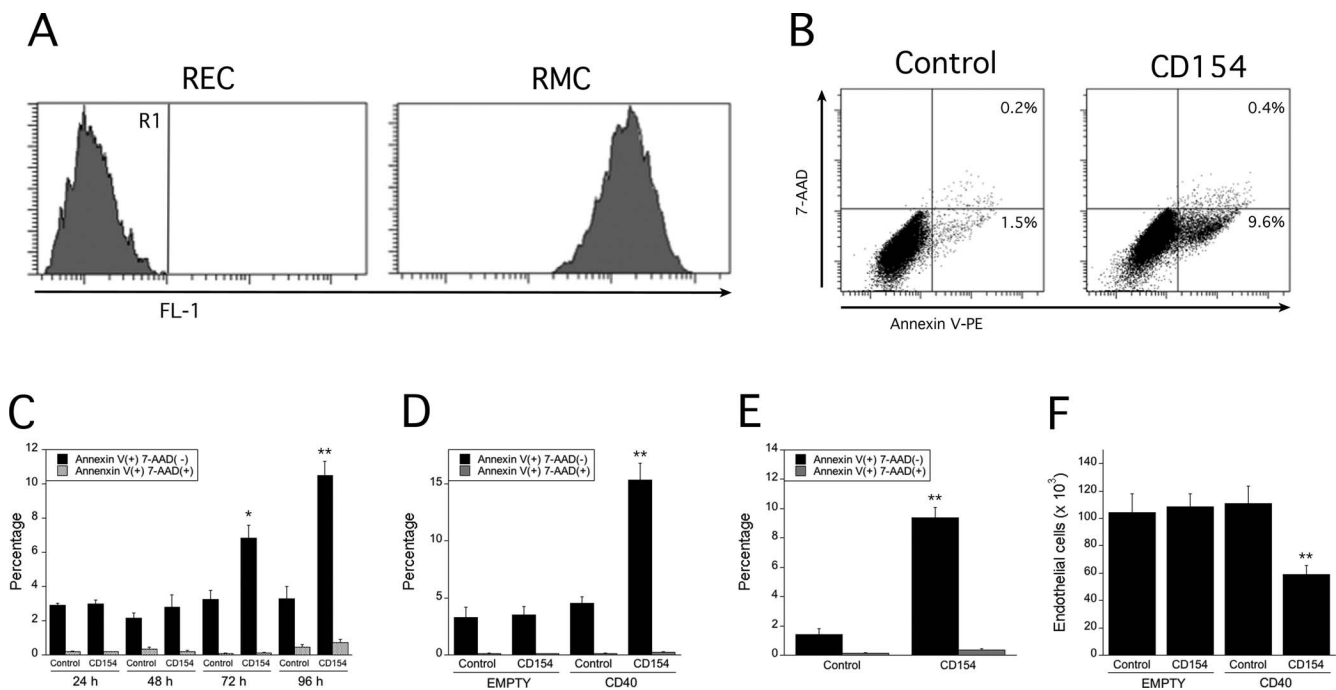 A
REC
RMC
R1
FL-1
B
Control
CD154
0.2%
0.4%
1.5%
9.6%
7-AAD
Annexin V-PE
C
12
10
8
6
4
2
0
Percentage
Annexin V(+) 7-AAD( -)
Annenxin V(+) 7-AAD(+)
*
**
Control CD154 Control CD154 Control CD154 Control CD154
24 h 48 h 72 h 96 h
D
15
10
5
0
Percentage
Annexin V(+) 7-AAD(-)
Annexin V(+) 7-AAD(+)
**
Control CD154 Control CD154
EMPTY CD40
E
14
12
10
8
6
4
2
0
Percentage
Annexin V(+) 7-AAD(-)
Annexin V(+) 7-AAD(+)
**
Control CD154
F
140
120
100
80
60
40
20
0
Endothelial cells (x 10³)
**
Control CD154 Control CD154
EMPTY CD40